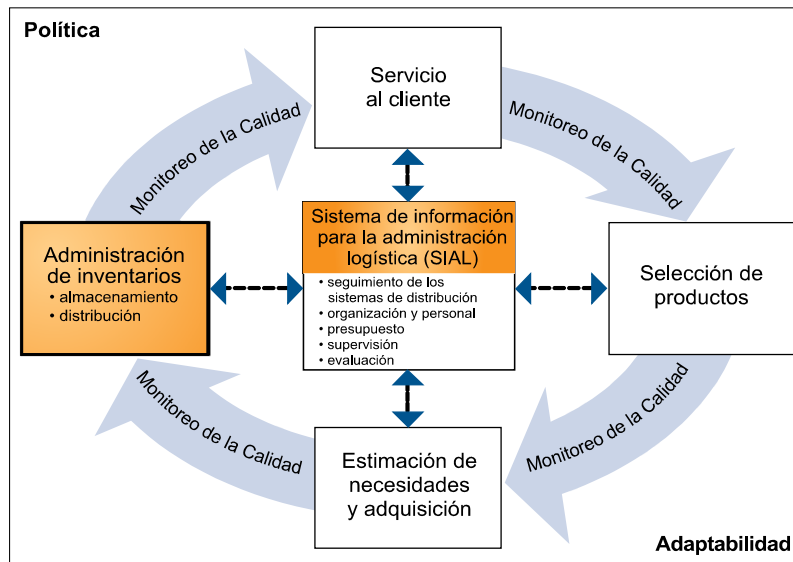 Política
Servicio
al cliente
Monitoreo de la Calidad
Monitoreo de la Calidad
Administración
de inventarios
• almacenamiento
• distribución
Sistema de información
para la administración
logística (SIAL)
• seguimiento de los
sistemas de distribución
• organización y personal
• presupuesto
• supervisión
• evaluación
Selección de
productos
Monitoreo de la Calidad
Monitoreo de la Calidad
Estimación de
necesidades
y adquisición
Adaptabilidad